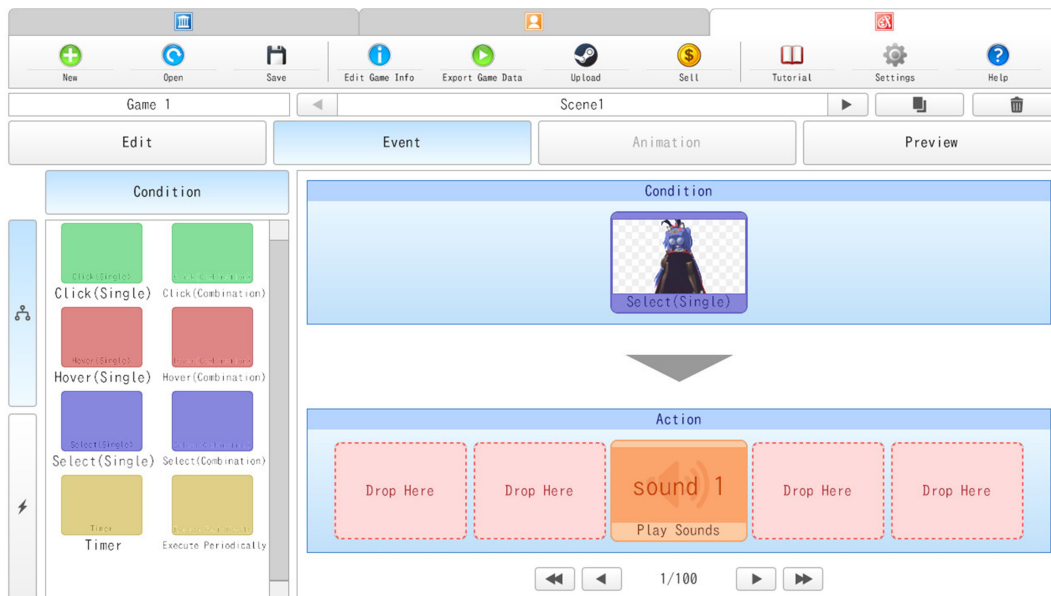 New
Open
Save
Edit Game Info
Export Game Data
Upload
Sell
Tutorial
Settings
Help
Game 1
Scene1
Edit
Event
Animation
Preview
Condition
Condition
Click(Single)
Click(Single)
Click(Combination)
Hover(Single)
Hover(Single)
Hover(Combination)
Select(Single)
Select(Single)
Select(Combination)
Timer
Timer
Execute Periodically
Select(Single)
Action
Drop Here
Drop Here
sound 1
Play Sounds
Drop Here
Drop Here
1/100